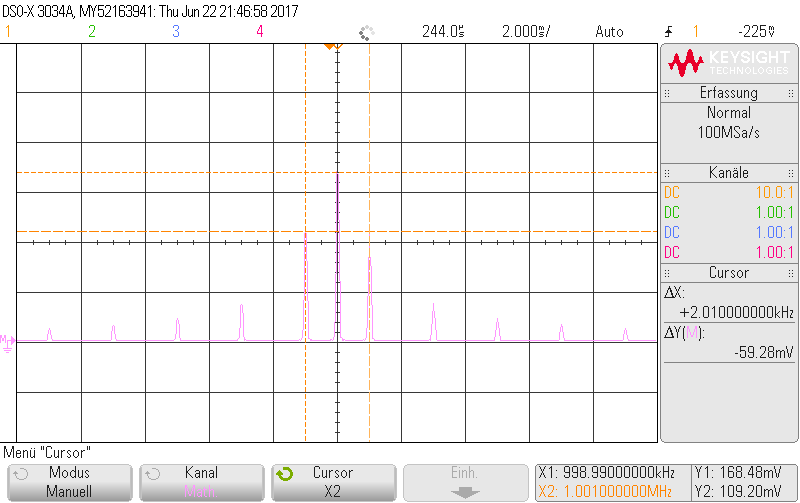 DSO-X 3034A, MY52163941: Thu Jun 22 21:46:58 2017
1 2 3 4 244.0s 2.000s/ Auto 1 -225V
KEYSIGHT
TECHNOLOGIES
Erfassung
Normal
100MSa/s
Kanäle
DC 10.0:1
DC 1.00:1
DC 1.00:1
DC 1.00:1
Cursor
ΔX:
+2.010000000kHz
ΔY(M):
-59.28mV
M
Menü "Cursor"
Modus
Manuell
Kanal
Math.
Cursor
X2
Einh.
X1: 998.99000000kHz
X2: 1.001000000MHz
Y1: 168.48mV
Y2: 109.20mV